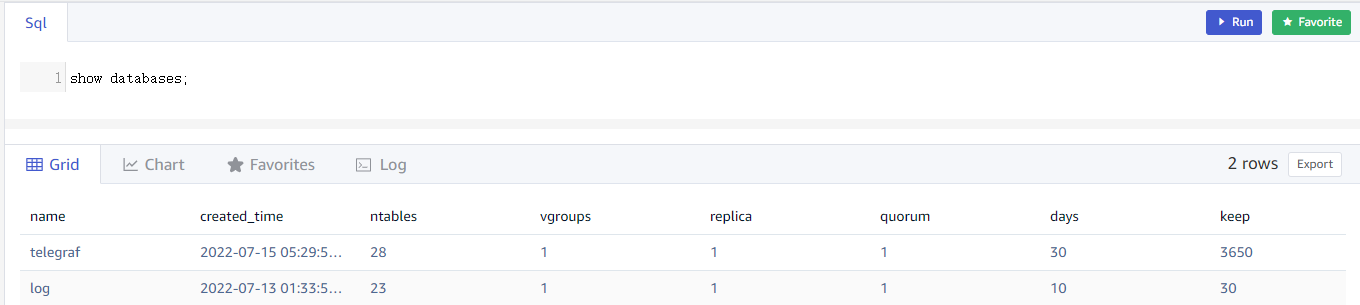 Sql Run Favorite
1 show databases;
Grid Chart Favorites Log 2 rows Export
name created_time ntables vgroups replica quorum days keep
telegraf 2022-07-15 05:29:5... 28 1 1 1 30 3650
log 2022-07-13 01:33:5... 23 1 1 1 10 30